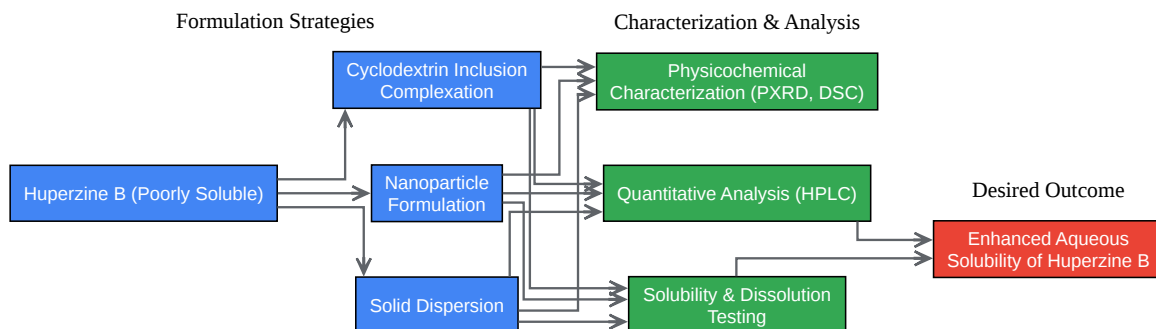 Formulation Strategies
Characterization & Analysis
Cyclodextrin Inclusion
Complexation
Physicochemical
Characterization (PXRD, DSC)
Huperzine B (Poorly Soluble)
Nanoparticle
Formulation
Quantitative Analysis (HPLC)
Desired Outcome
Enhanced Aqueous
Solubility of Huperzine B
Solid Dispersion
Solubility & Dissolution
Testing